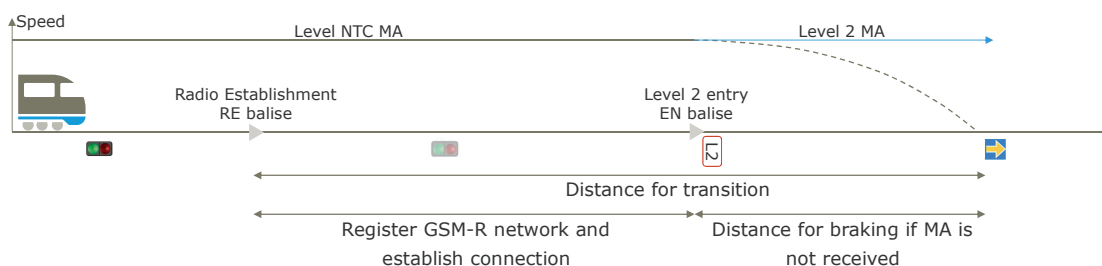 Speed
Level NTC MA
Level 2 MA
Radio Establishment
RE balise
Level 2 entry
EN balise
L2
Distance for transition
Register GSM-R network and
establish connection
Distance for braking if MA is
not received